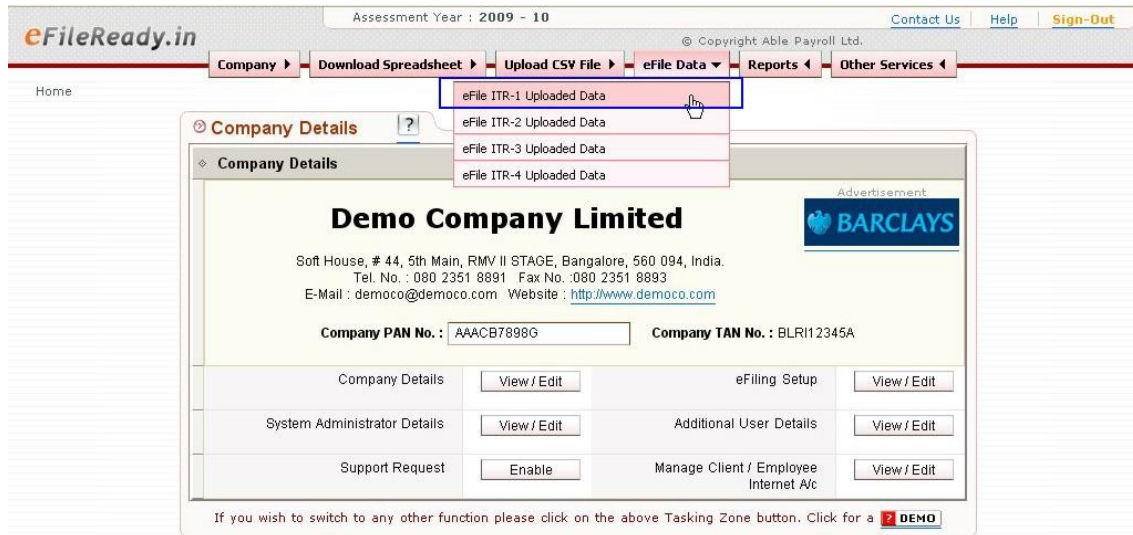 Assessment Year : 2009 - 10
Contact Us Help Sign-Out
eFileReady.in
© Copyright Able Payroll Ltd.
Company Download Spreadsheet Upload CSV File eFile Data Reports Other Services
Home
eFile ITR-1 Uploaded Data
eFile ITR-2 Uploaded Data
eFile ITR-3 Uploaded Data
eFile ITR-4 Uploaded Data
Company Details ?
Company Details
Advertisement
BARCLAYS
Demo Company Limited
Soft House, # 44, 5th Main, RMV II STAGE, Bangalore, 560 094, India.
Tel. No. : 080 2351 8891 Fax No. :080 2351 8893
E-Mail : democo@democo.com Website : http://www.democo.com
Company PAN No. : AAACB7898G Company TAN No. : BLRI12345A
Company Details View / Edit eFiling Setup View / Edit
System Administrator Details View / Edit Additional User Details View / Edit
Support Request Enable Manage Client / Employee Internet A/c View / Edit
If you wish to switch to any other function please click on the above Tasking Zone button. Click for a ? DEMO